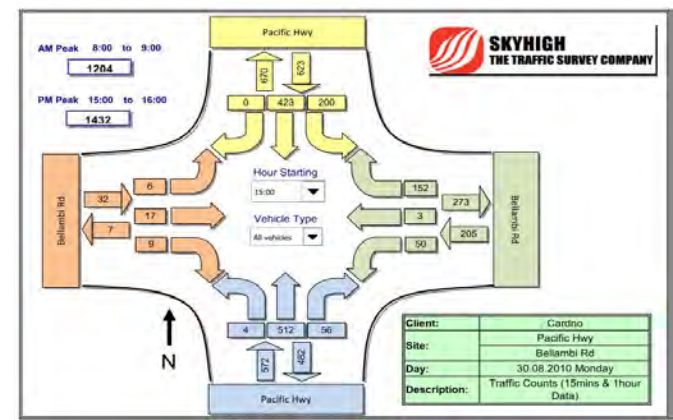 Pacific Hwy
AM Peak 8:00 to 9:00
1204
PM Peak 15:00 to 16:00
1432
SKYHIGH
THE TRAFFIC SURVEY COMPANY
670
623
0 423 200
Hour Starting
15:00
Vehicle Type
All vehicles
Bellambi Rd
32
7
6
17
9
152
3
50
273
205
Bellambi Rd
4 512 56
572
482
Pacific Hwy
N
Client: Cardno
Site: Pacific Hwy
Bellambi Rd
Day: 30.08.2010 Monday
Description: Traffic Counts (15mins & 1hour
Data)